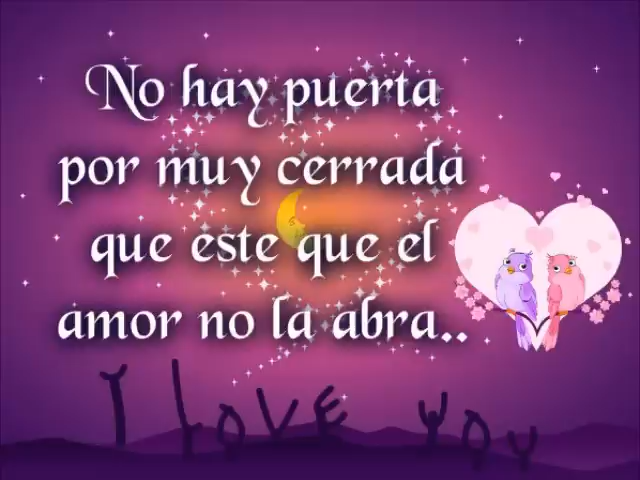 No hay puerta
por muy cerrada
que este que el
amor no la abra..
I Love You